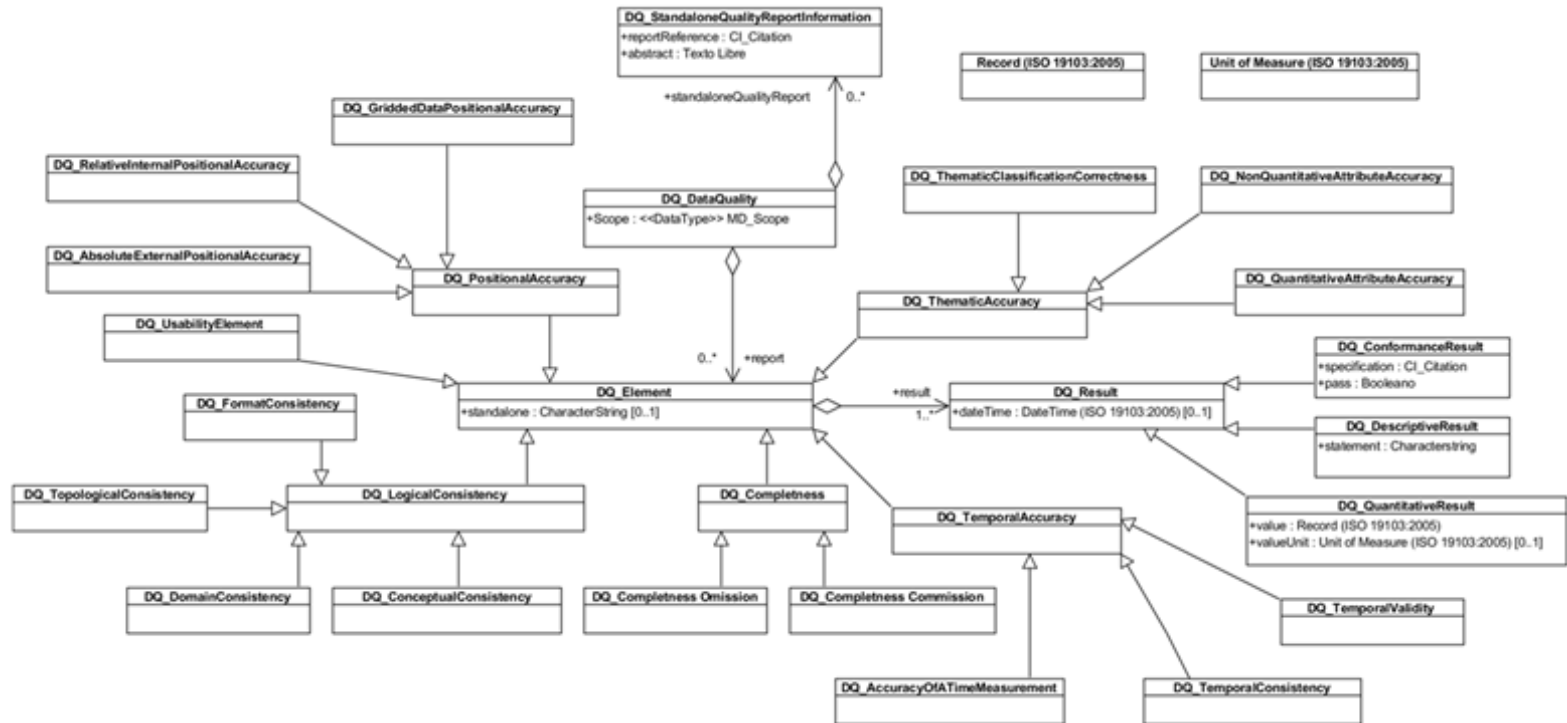 DQ_StandaloneQualityReportInformation
+reportReference : CI_Citation
+abstract : Texto Libre
Record (ISO 19103:2005)
Unit of Measure (ISO 19103:2005)
+standaloneQualityReport
0..*
DQ_GriddedDataPositionalAccuracy
DQ_RelativeInternalPositionalAccuracy
DQ_ThematicClassificationCorrectness
DQ_NonQuantitativeAttributeAccuracy
DQ_DataQuality
+Scope : <<DataType>> MD_Scope
DQ_AbsoluteExternalPositionalAccuracy
DQ_PositionalAccuracy
DQ_QuantitativeAttributeAccuracy
DQ_ThematicAccuracy
DQ_UsabilityElement
0..*
+report
DQ_ConformanceResult
+specification : CI_Citation
+pass : Booleano
DQ_Element
+standalone : CharacterString [0..1]
+result
1..*
DQ_Result
+dateTime : DateTime (ISO 19103:2005) [0..1]
DQ_FormatConsistency
DQ_DescriptiveResult
+statement : Characterstring
DQ_TopologicalConsistency
DQ_LogicalConsistency
DQ_Completness
DQ_TemporalAccuracy
DQ_QuantitativeResult
+value : Record (ISO 19103:2005)
+valueUnit : Unit of Measure (ISO 19103:2005) [0..1]
DQ_DomainConsistency
DQ_ConceptualConsistency
DQ_Completness Omission
DQ_Completness Commission
DQ_TemporalValidity
DQ_AccuracyOfATimeMeasurement
DQ_TemporalConsistency